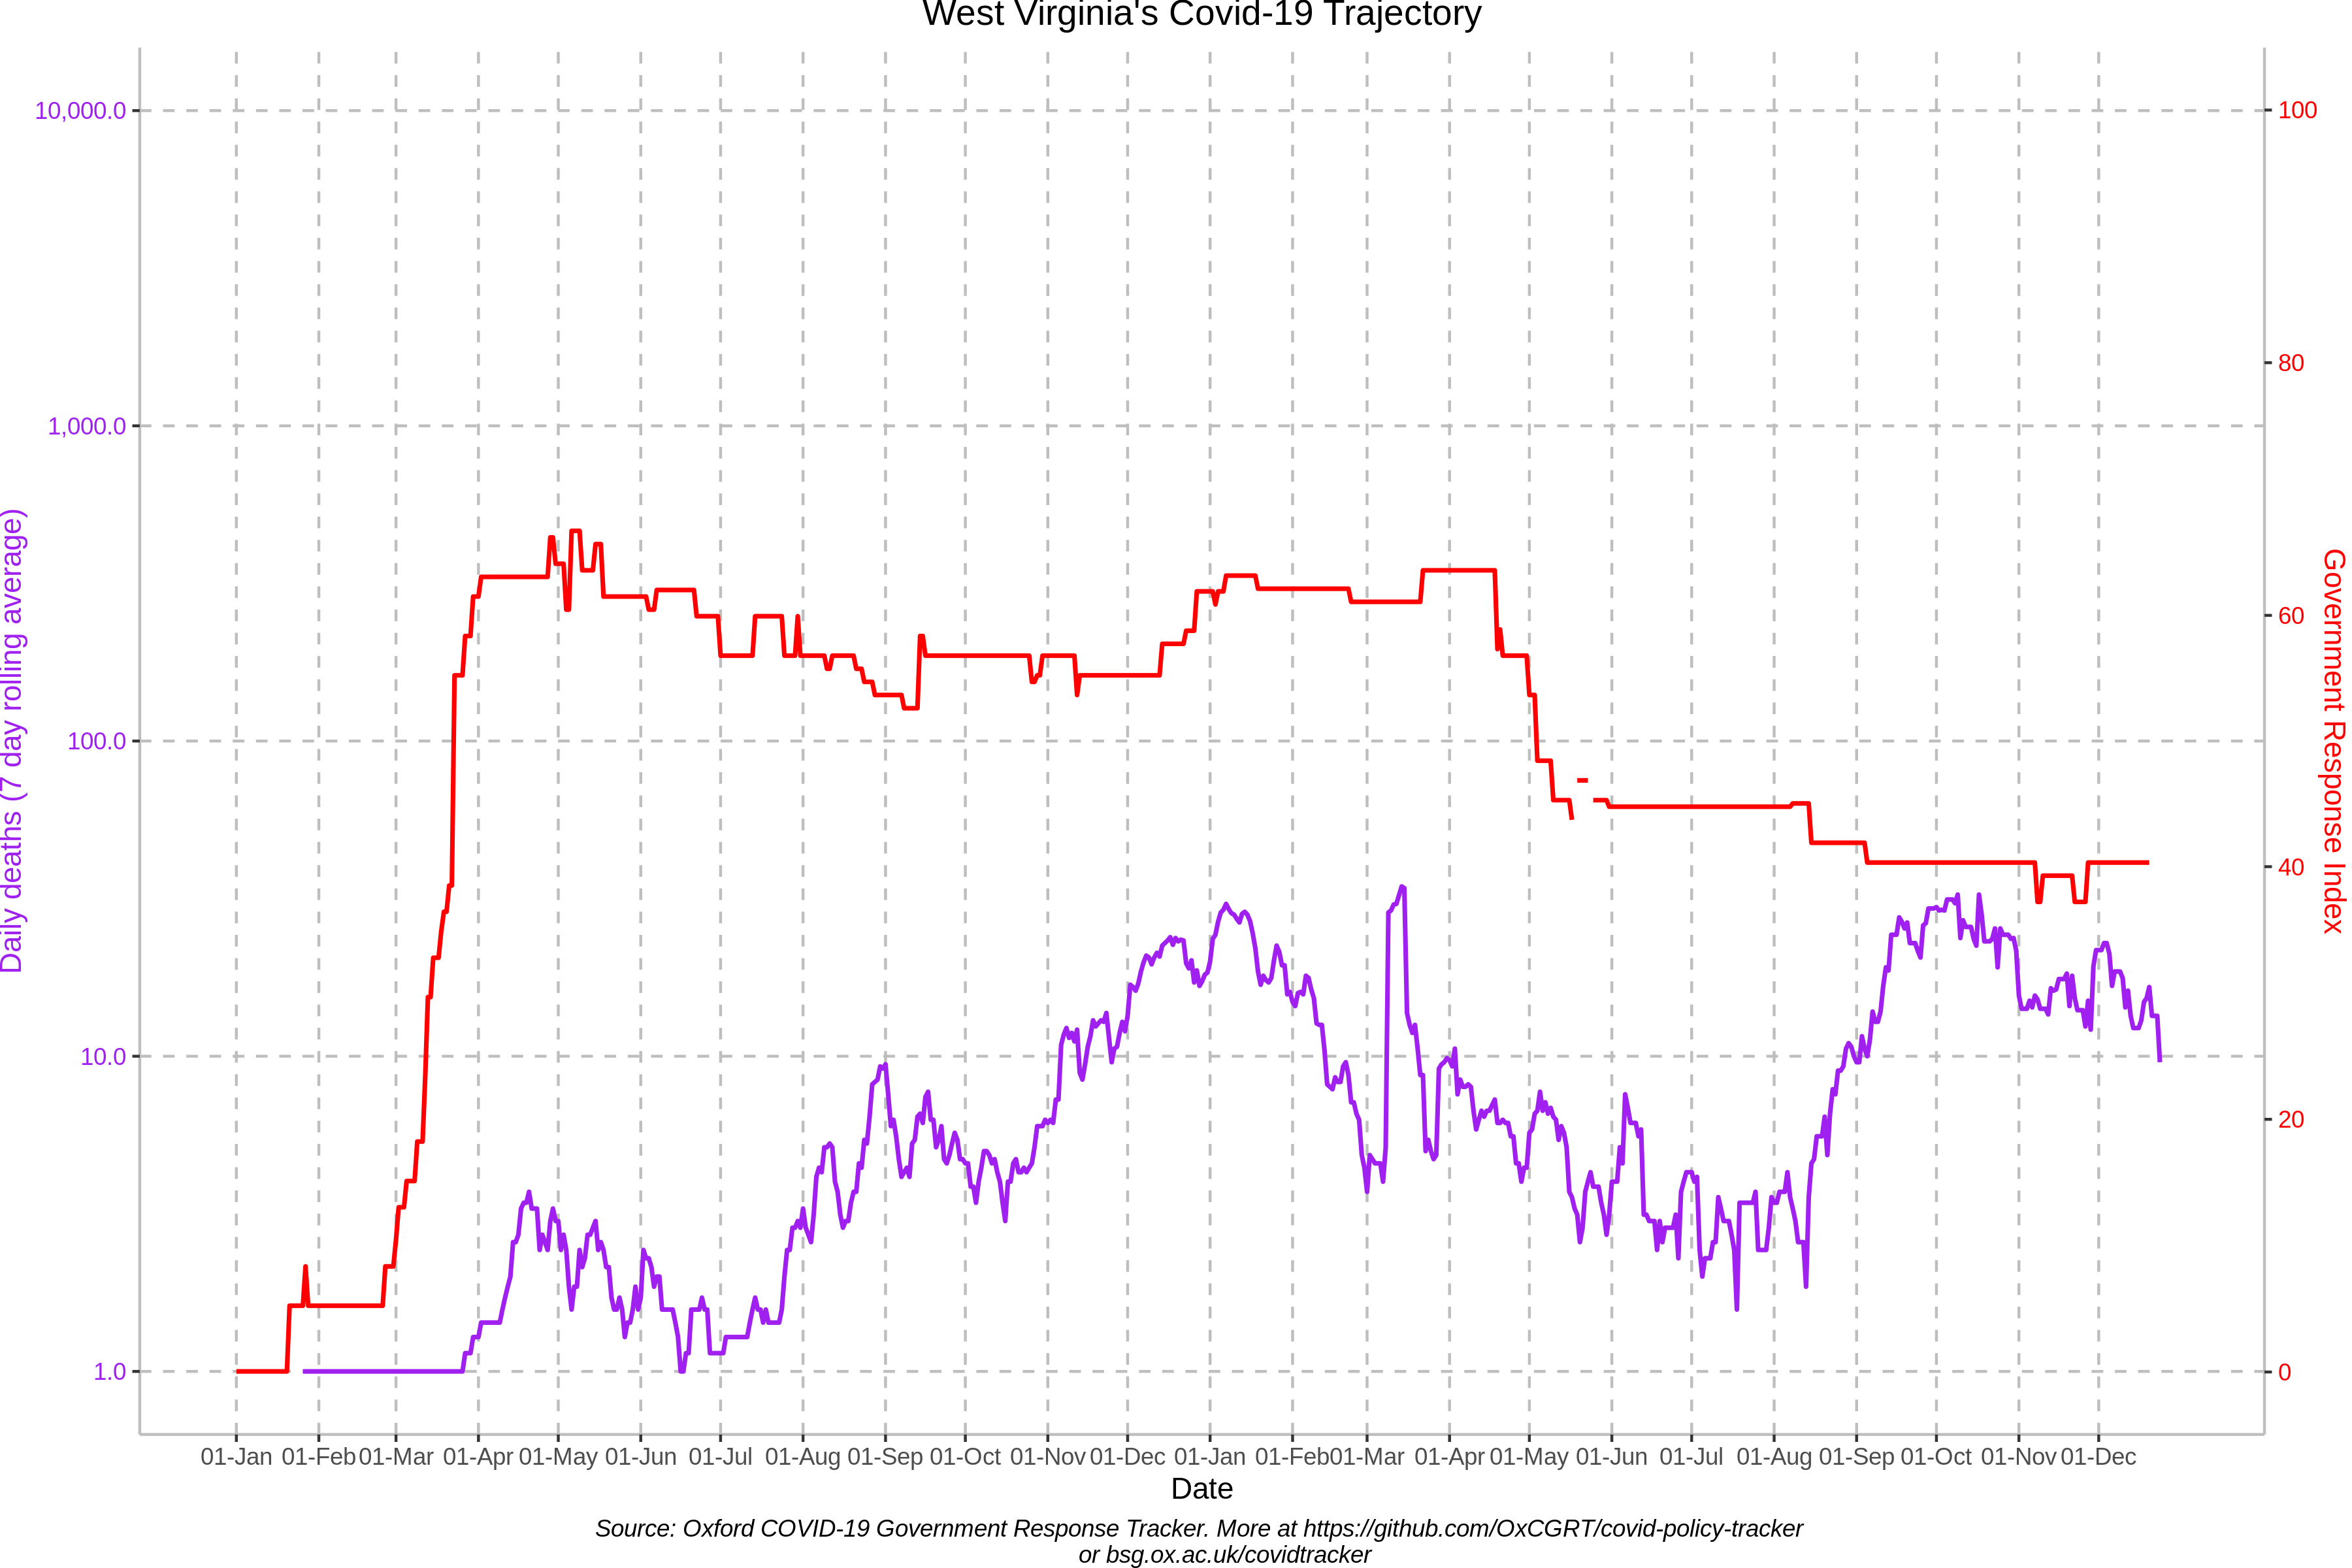 West Virginia's Covid-19 Trajectory
10,000.0
1,000.0
100.0
10.0
1.0
Daily deaths (7 day rolling average)
100
80
60
40
20
0
Government Response Index
01-Jan 01-Feb 01-Mar 01-Apr 01-May 01-Jun 01-Jul 01-Aug 01-Sep 01-Oct 01-Nov 01-Dec 01-Jan 01-Feb 01-Mar 01-Apr 01-May 01-Jun 01-Jul 01-Aug 01-Sep 01-Oct 01-Nov 01-Dec
Date
Source: Oxford COVID-19 Government Response Tracker. More at https://github.com/OxCGRT/covid-policy-tracker
or bsg.ox.ac.uk/covidtracker